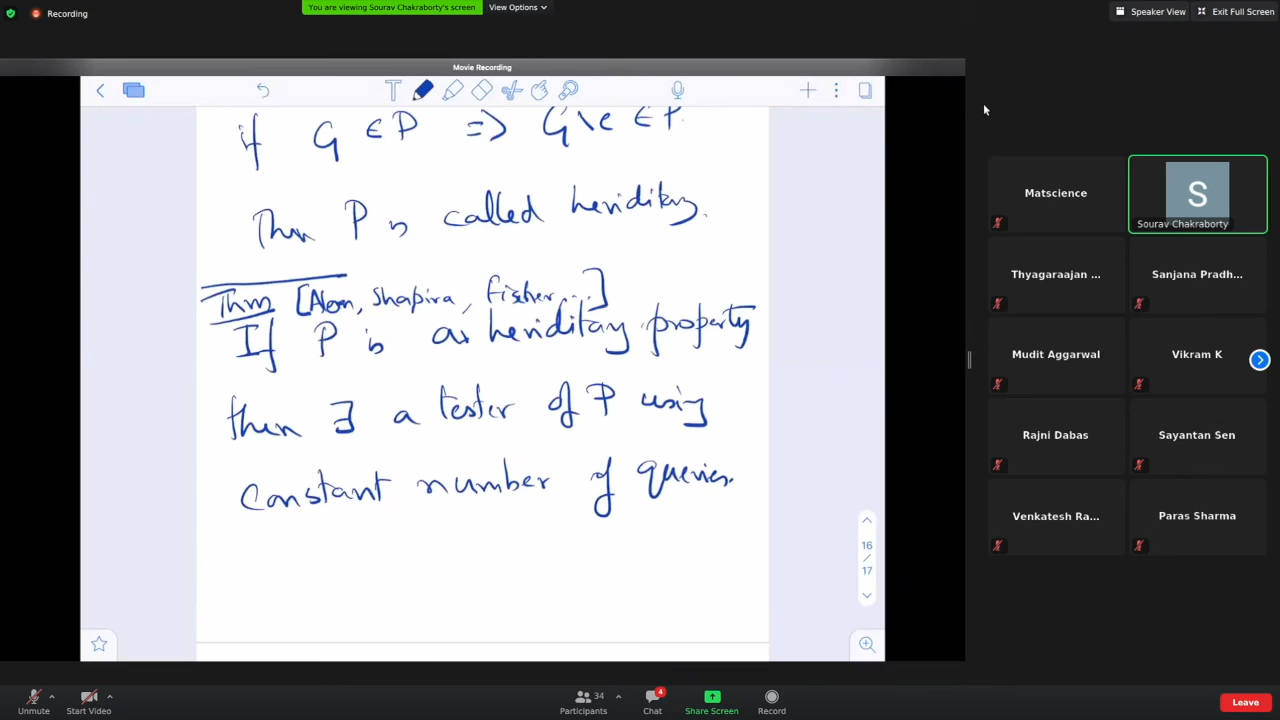 Recording
You are viewing Sourav Chakraborty's screen
View Options
Speaker View
Exit Full Screen
Movie Recording
T
if G ∈ P => G\e ∈ P.
Then P is called heriditary.
Thm [Alon, Shapira, Fisher ...]
If P is a heriditary property
then ∃ a tester of P using
constant number of queries.
16
/
17
Matscience
S
Sourav Chakraborty
Thyagaraajan ...
Sanjana Pradh...
Mudit Aggarwal
Vikram K
Rajni Dabas
Sayantan Sen
Venkatesh Ra...
Paras Sharma
Unmute
Start Video
34
Participants
4
Chat
Share Screen
Record
Leave